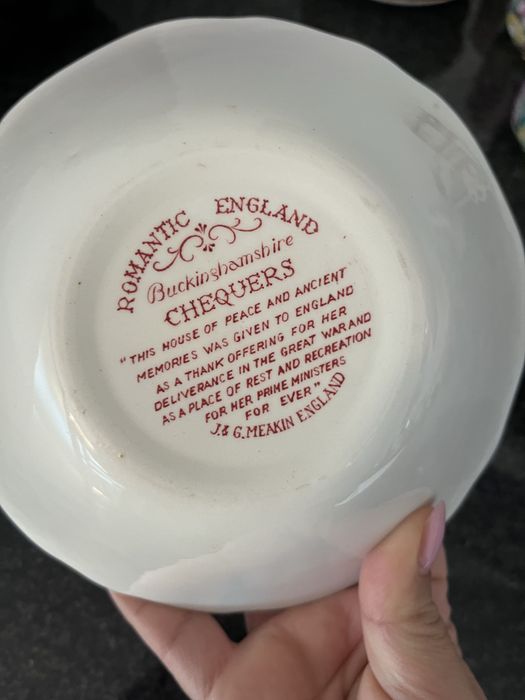 ROMANTIC ENGLAND
Buckinghamshire
CHEQUERS
"THIS HOUSE OF PEACE AND ANCIENT
MEMORIES WAS GIVEN TO ENGLAND
AS A THANK OFFERING FOR HER
DELIVERANCE IN THE GREAT WAR AND
AS A PLACE OF REST AND RECREATION
FOR HER PRIME MINISTERS
FOR EVER"
J.& G. MEAKIN ENGLAND